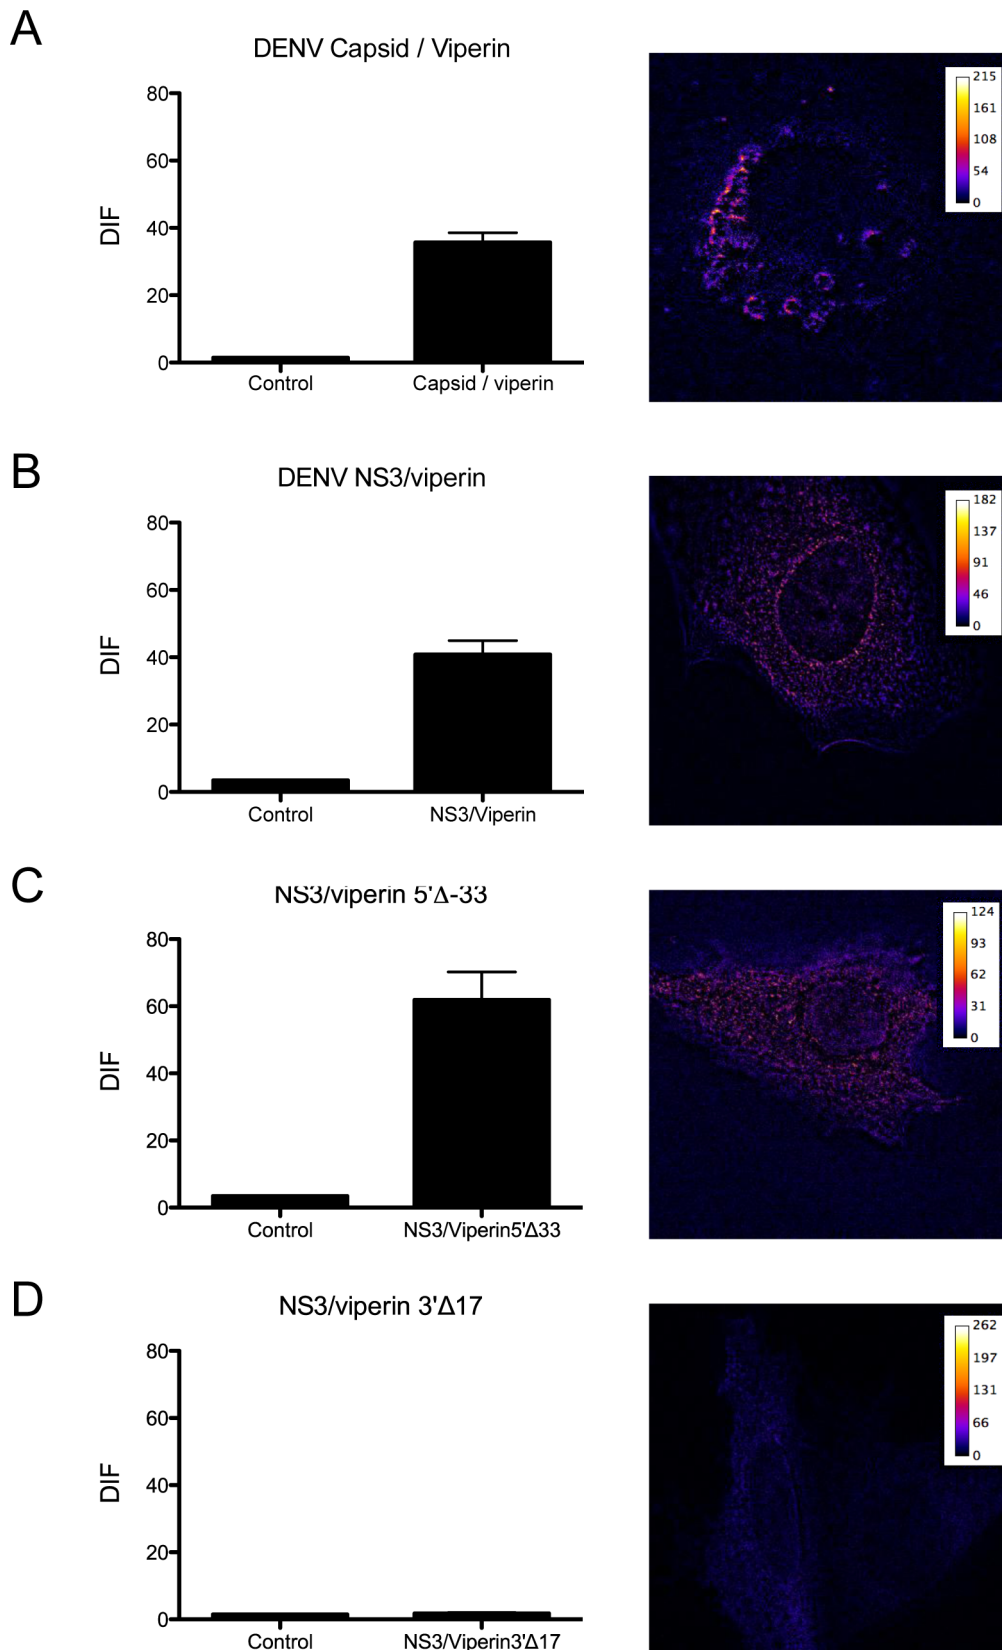 A
DENV Capsid / Viperin
80
60
40
20
0
DIF
Control
Capsid / viperin
215
161
108
54
0
B
DENV NS3/viperin
80
60
40
20
0
DIF
Control
NS3/Viperin
182
137
91
46
0
C
NS3/viperin 5'Δ-33
80
60
40
20
0
DIF
Control
NS3/Viperin5'Δ33
124
93
62
31
0
D
NS3/viperin 3'Δ17
80
60
40
20
0
DIF
Control
NS3/Viperin3'Δ17
262
197
131
66
0